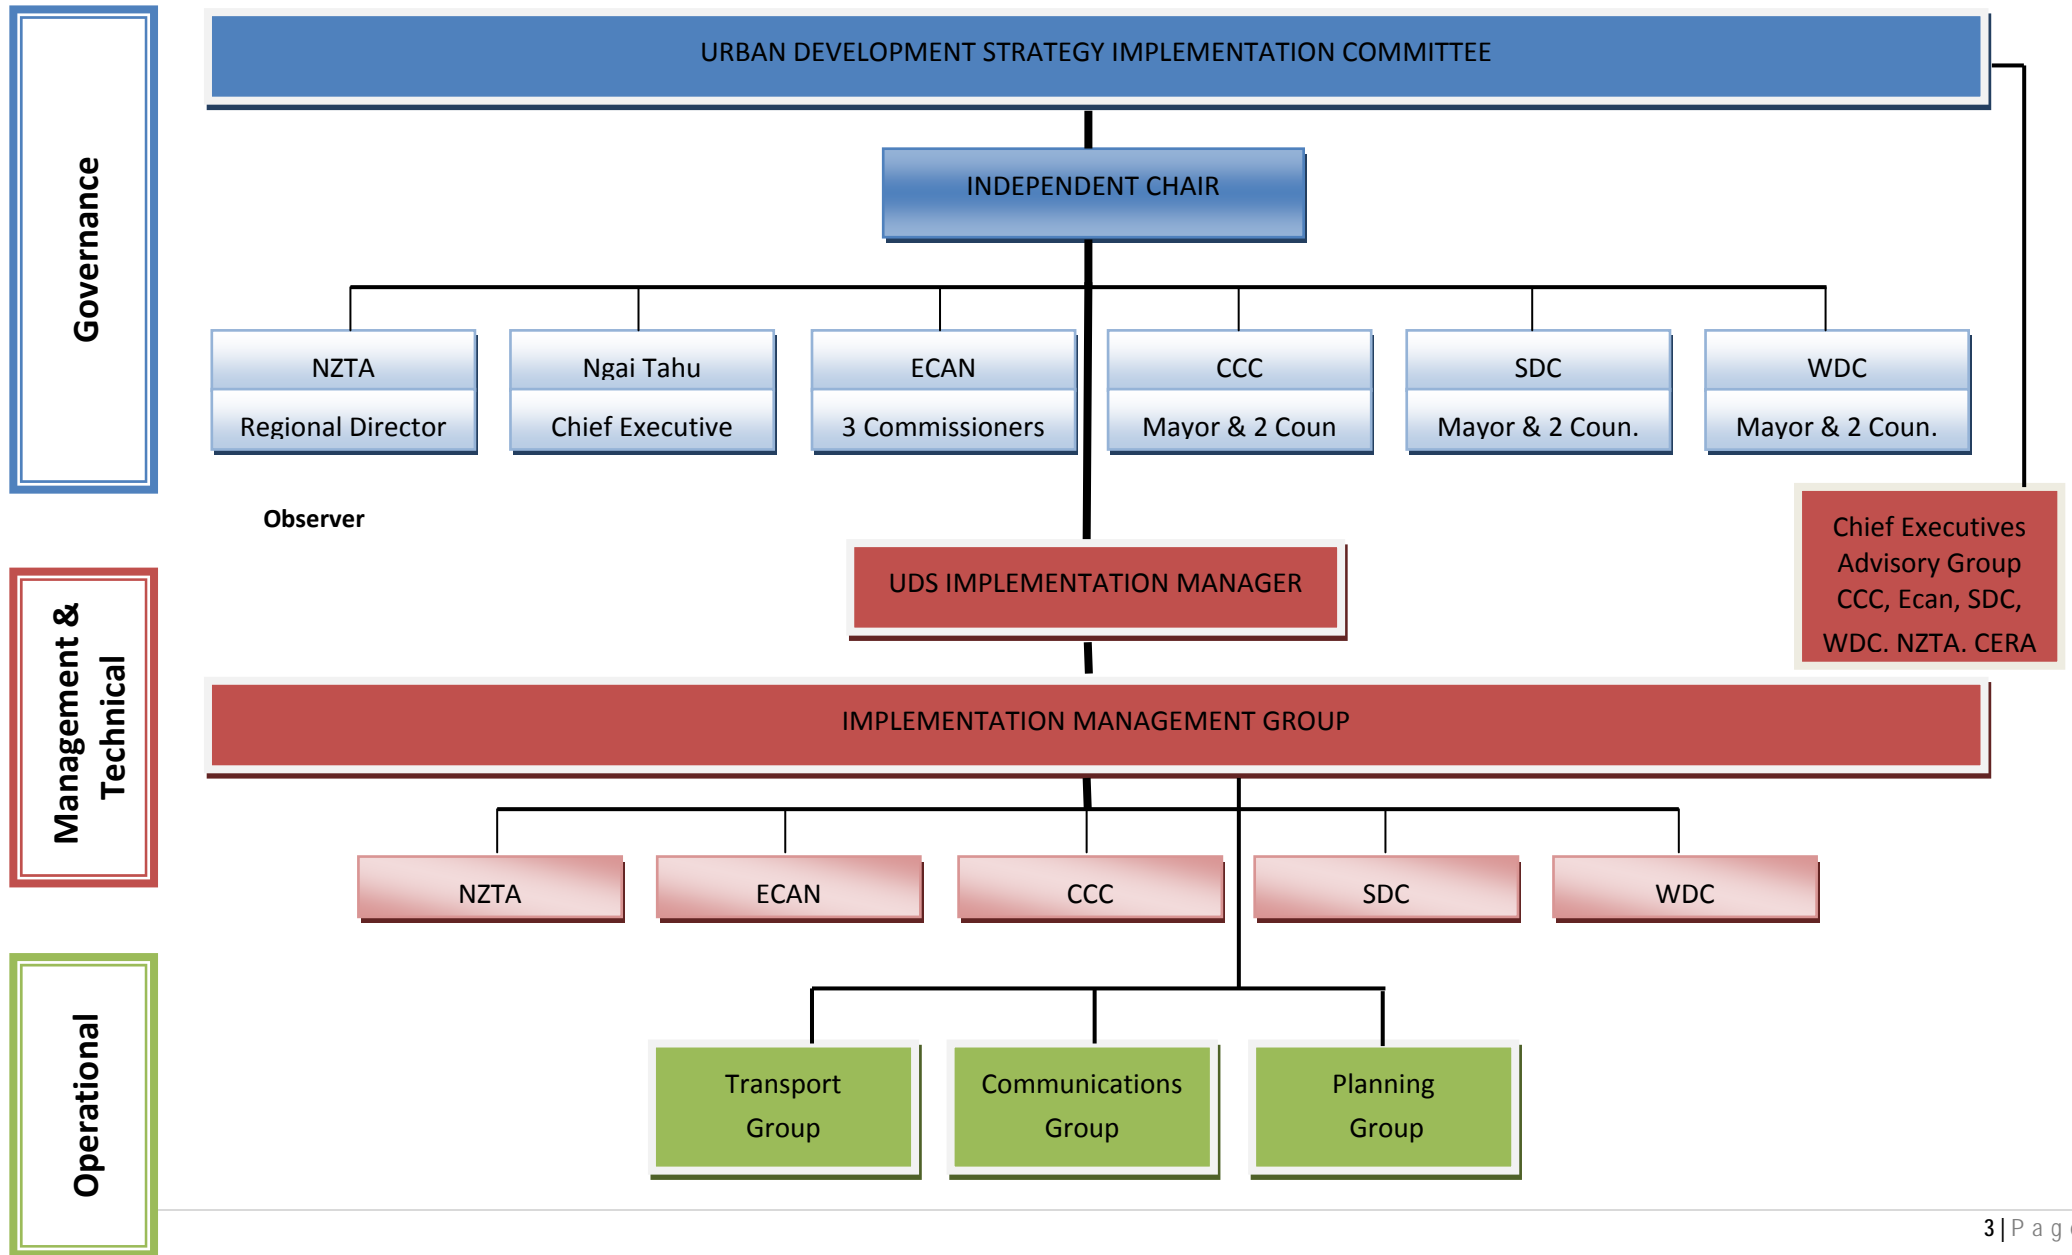 Governance
URBAN DEVELOPMENT STRATEGY IMPLEMENTATION COMMITTEE
INDEPENDENT CHAIR
NZTA
Regional Director
Ngai Tahu
Chief Executive
ECAN
3 Commissioners
CCC
Mayor & 2 Coun
SDC
Mayor & 2 Coun.
WDC
Mayor & 2 Coun.
Observer
Chief Executives
Advisory Group
CCC, Ecan, SDC,
WDC. NZTA. CERA
Management &
Technical
UDS IMPLEMENTATION MANAGER
IMPLEMENTATION MANAGEMENT GROUP
NZTA
ECAN
CCC
SDC
WDC
Operational
Transport
Group
Communications
Group
Planning
Group
3 | P a g e